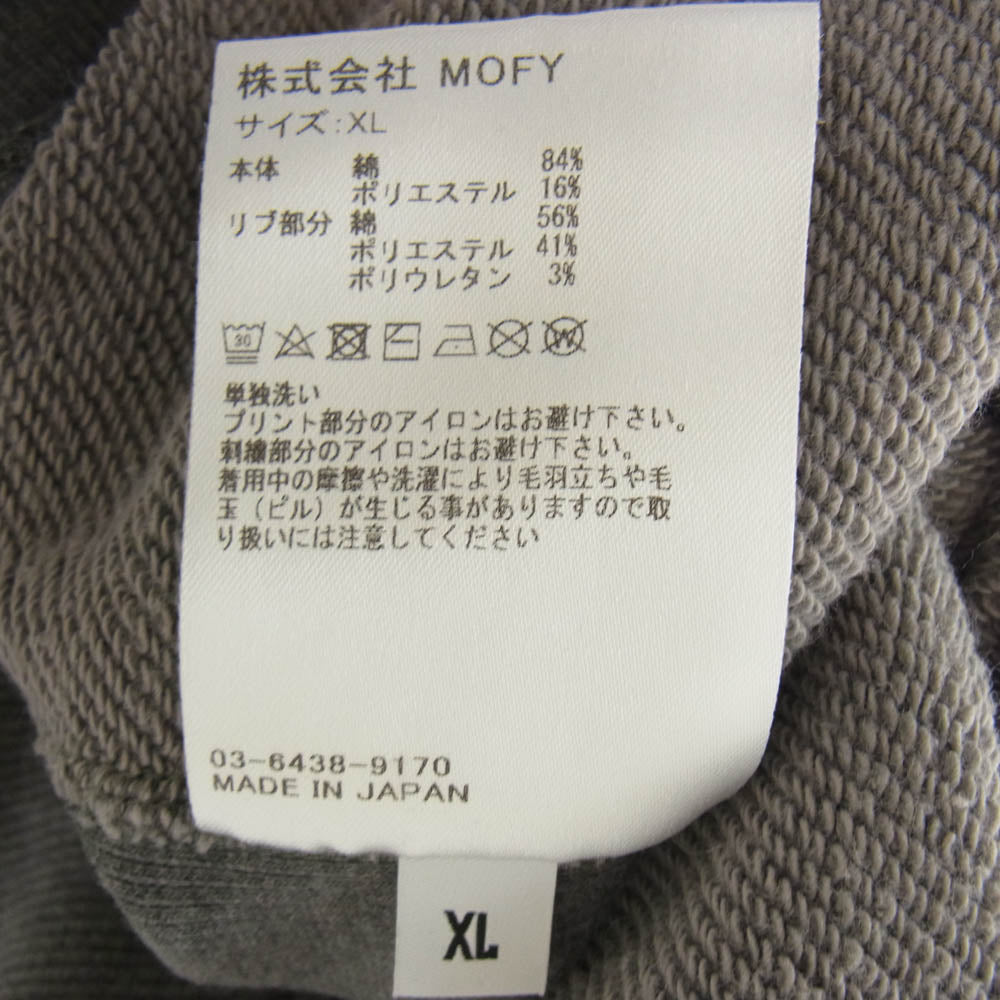 株式会社 MOFY
サイズ:XL
本体 綿 84%
ポリエステル 16%
リブ部分 綿 56%
ポリエステル 41%
ポリウレタン 3%
30 W
単独洗い
プリント部分のアイロンはお避け下さい。
刺繍部分のアイロンはお避け下さい。
着用中の摩擦や洗濯により毛羽立ちや毛
玉(ピル)が生じる事がありますので取
り扱いには注意してください
03-6438-9170
MADE IN JAPAN
XL